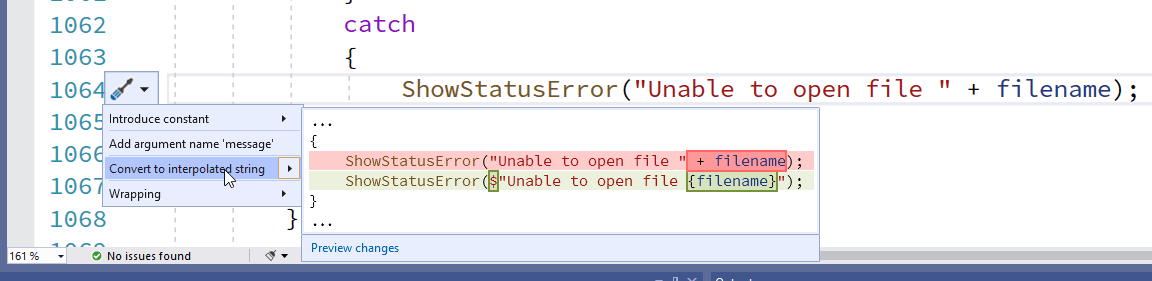 1062 catch
1063 {
1064 ShowStatusError("Unable to open file " + filename);
1065
Introduce constant
Add argument name 'message'
Convert to interpolated string
Wrapping
...
{
ShowStatusError("Unable to open file " + filename);
ShowStatusError($"Unable to open file {filename}");
}
...
Preview changes
106
106
1068 }
161 %
No issues found